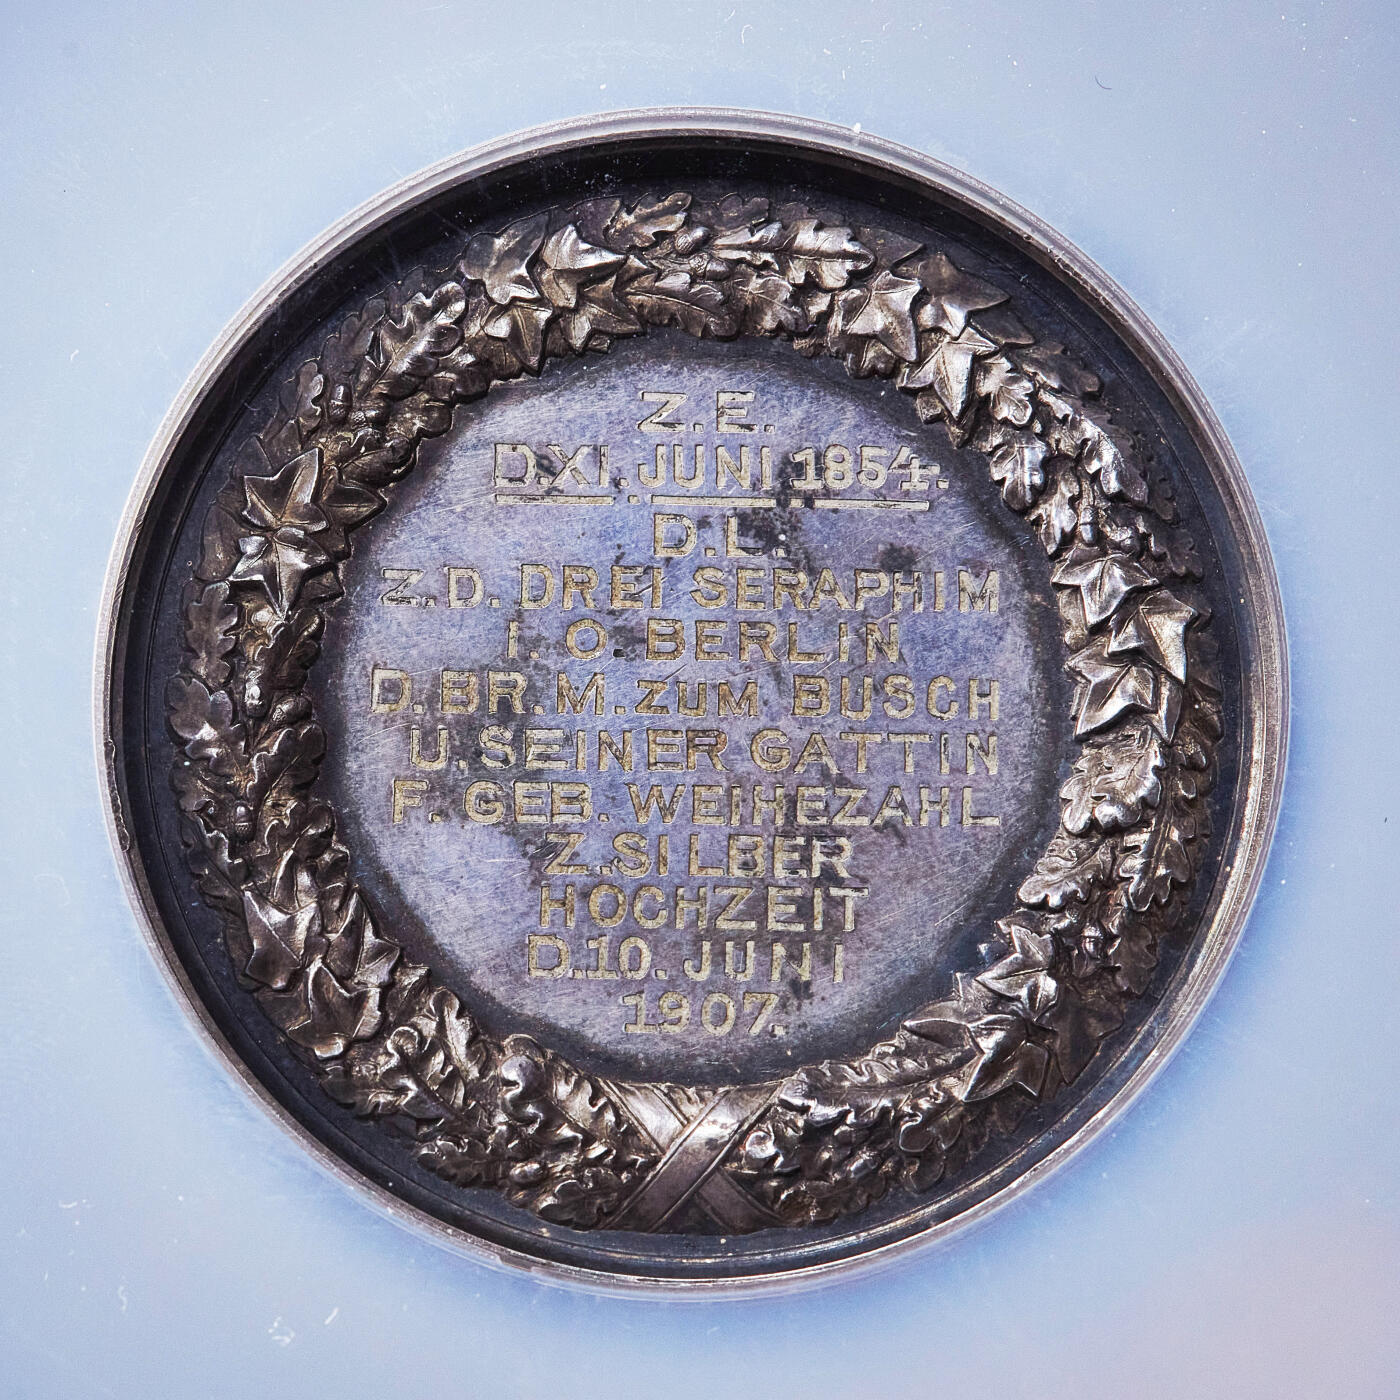 Z.E.
D.XI.JUNI 1854.
D.L.
Z.D. DREI SERAPHIM
I. O. BERLIN
D.BR.M.ZUM BUSCH
U.SEINER GATTIN
F. GEB. WEIHEZAHL
Z.SILBER
HOCHZEIT
D.10. JUNI
1907.